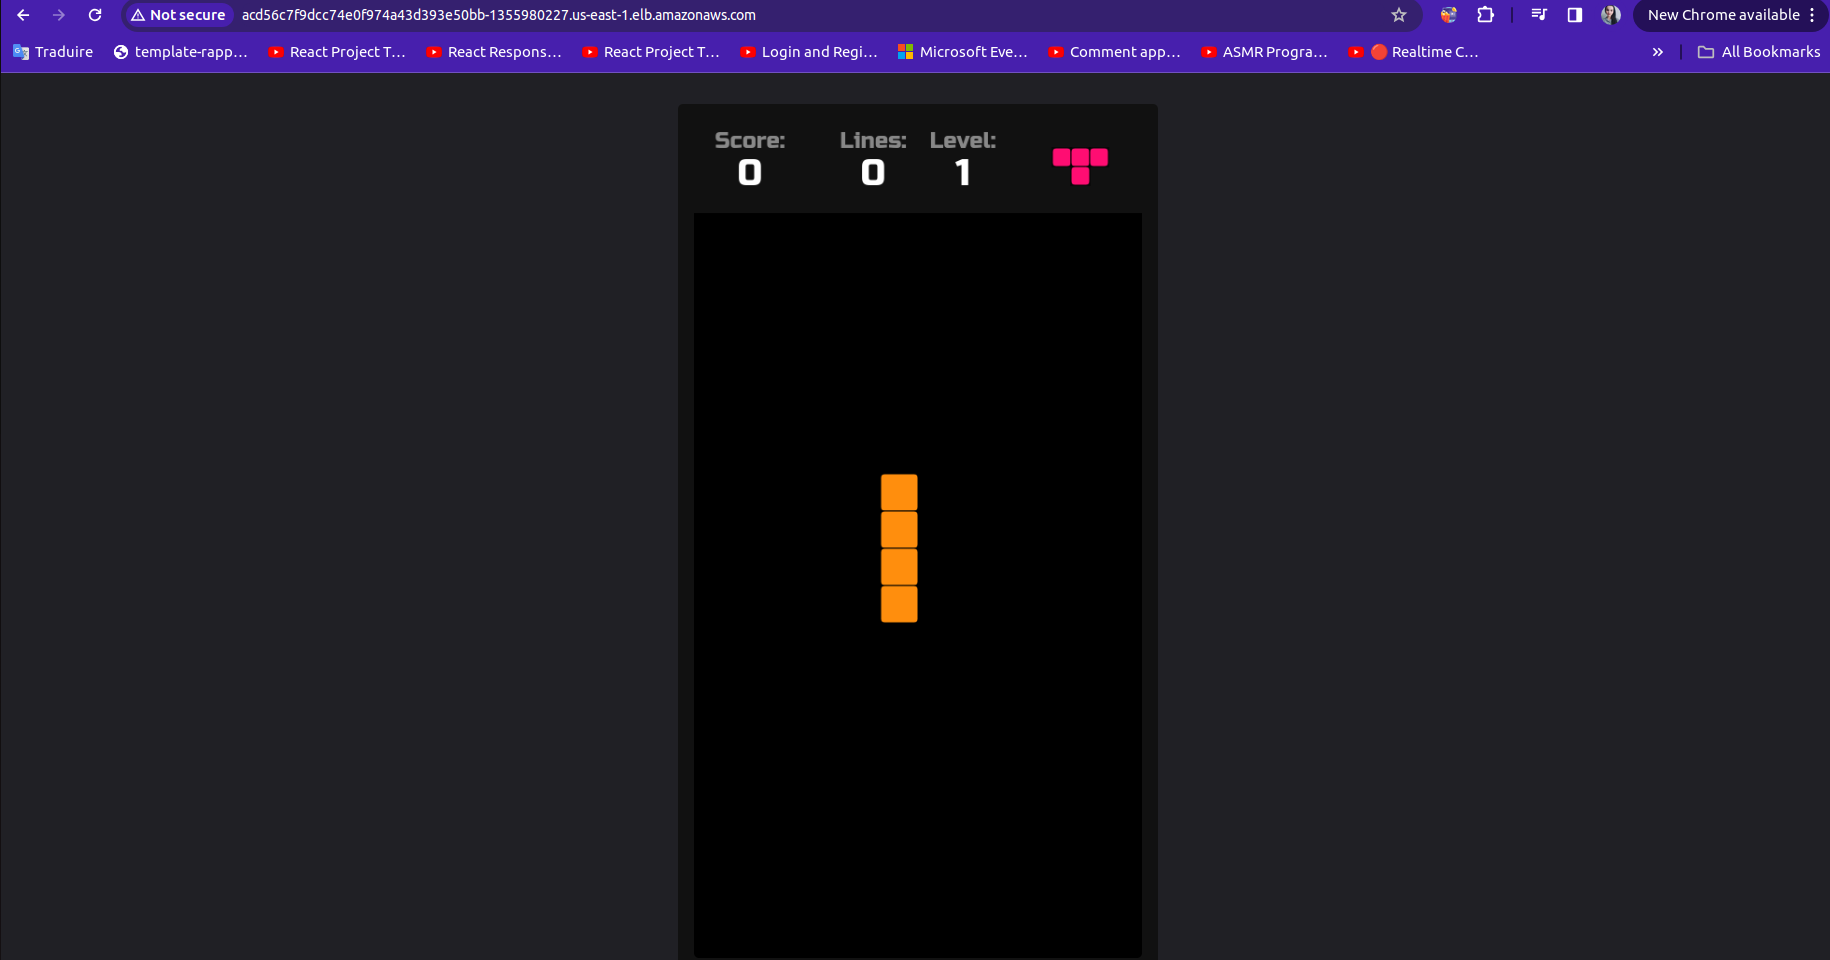 Not secure acd56c7f9dcc74e0f974a43d393e50bb-1355980227.us-east-1.elb.amazonaws.com New Chrome available
Traduire template-rapp... React Project T... React Respons... React Project T... Login and Regi... Microsoft Eve... Comment app... ASMR Progra... Realtime C... » All Bookmarks
Score: Lines: Level:
0 0 1